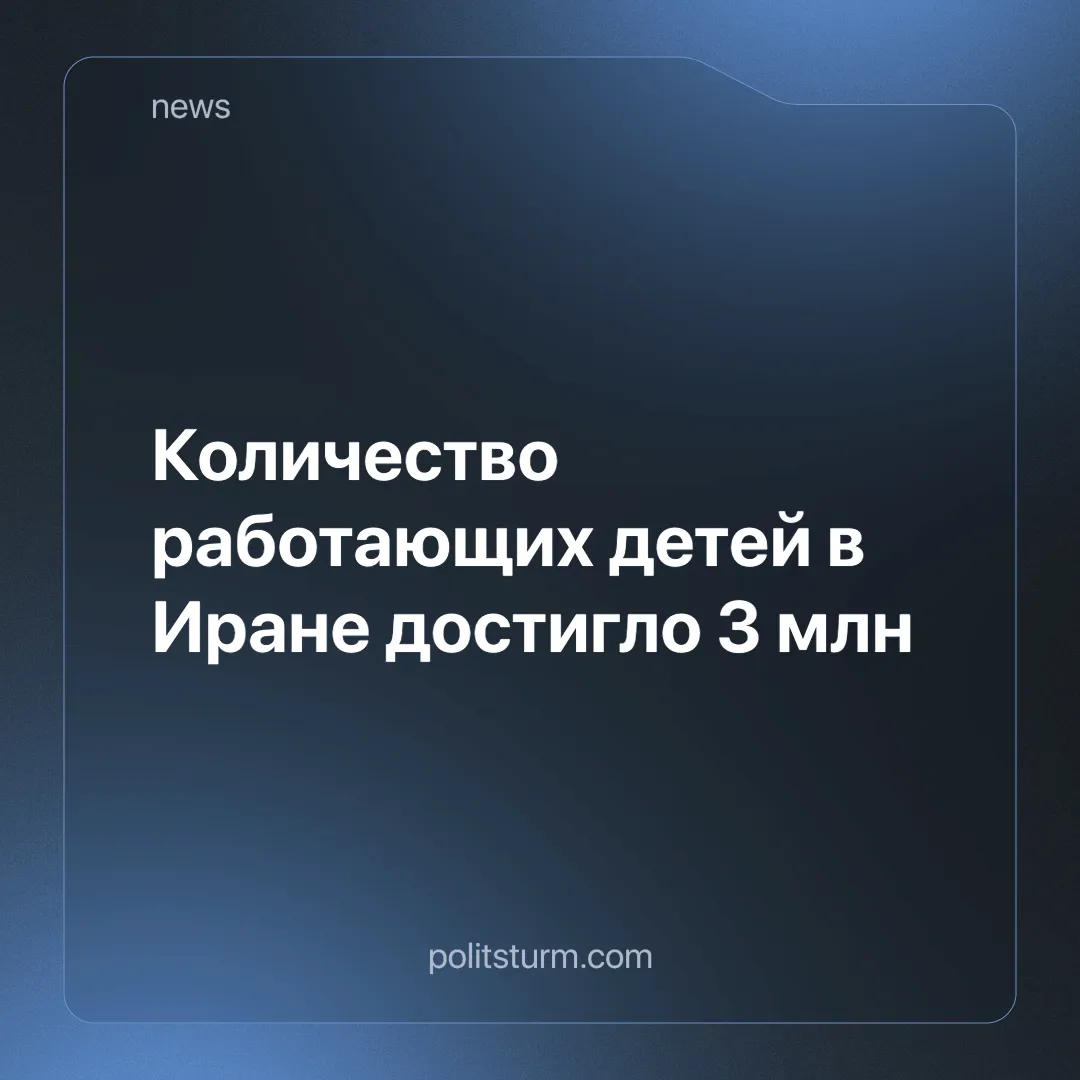 news
Количество
работающих детей в
Иране достигло 3 млн
politsturm.com